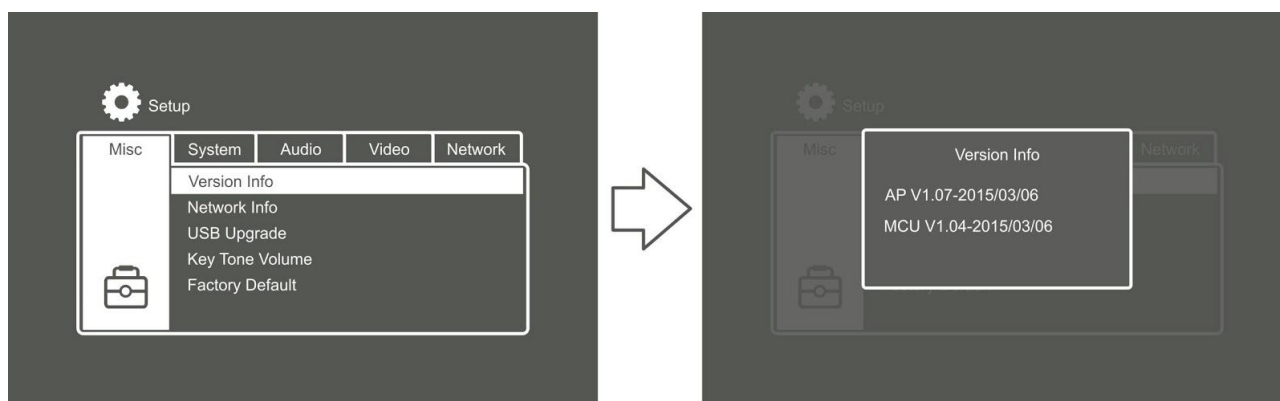 Setup
Misc System Audio Video Network
Version Info
Network Info
USB Upgrade
Key Tone Volume
Factory Default
Setup
Misc Network
Version Info
AP V1.07-2015/03/06
MCU V1.04-2015/03/06